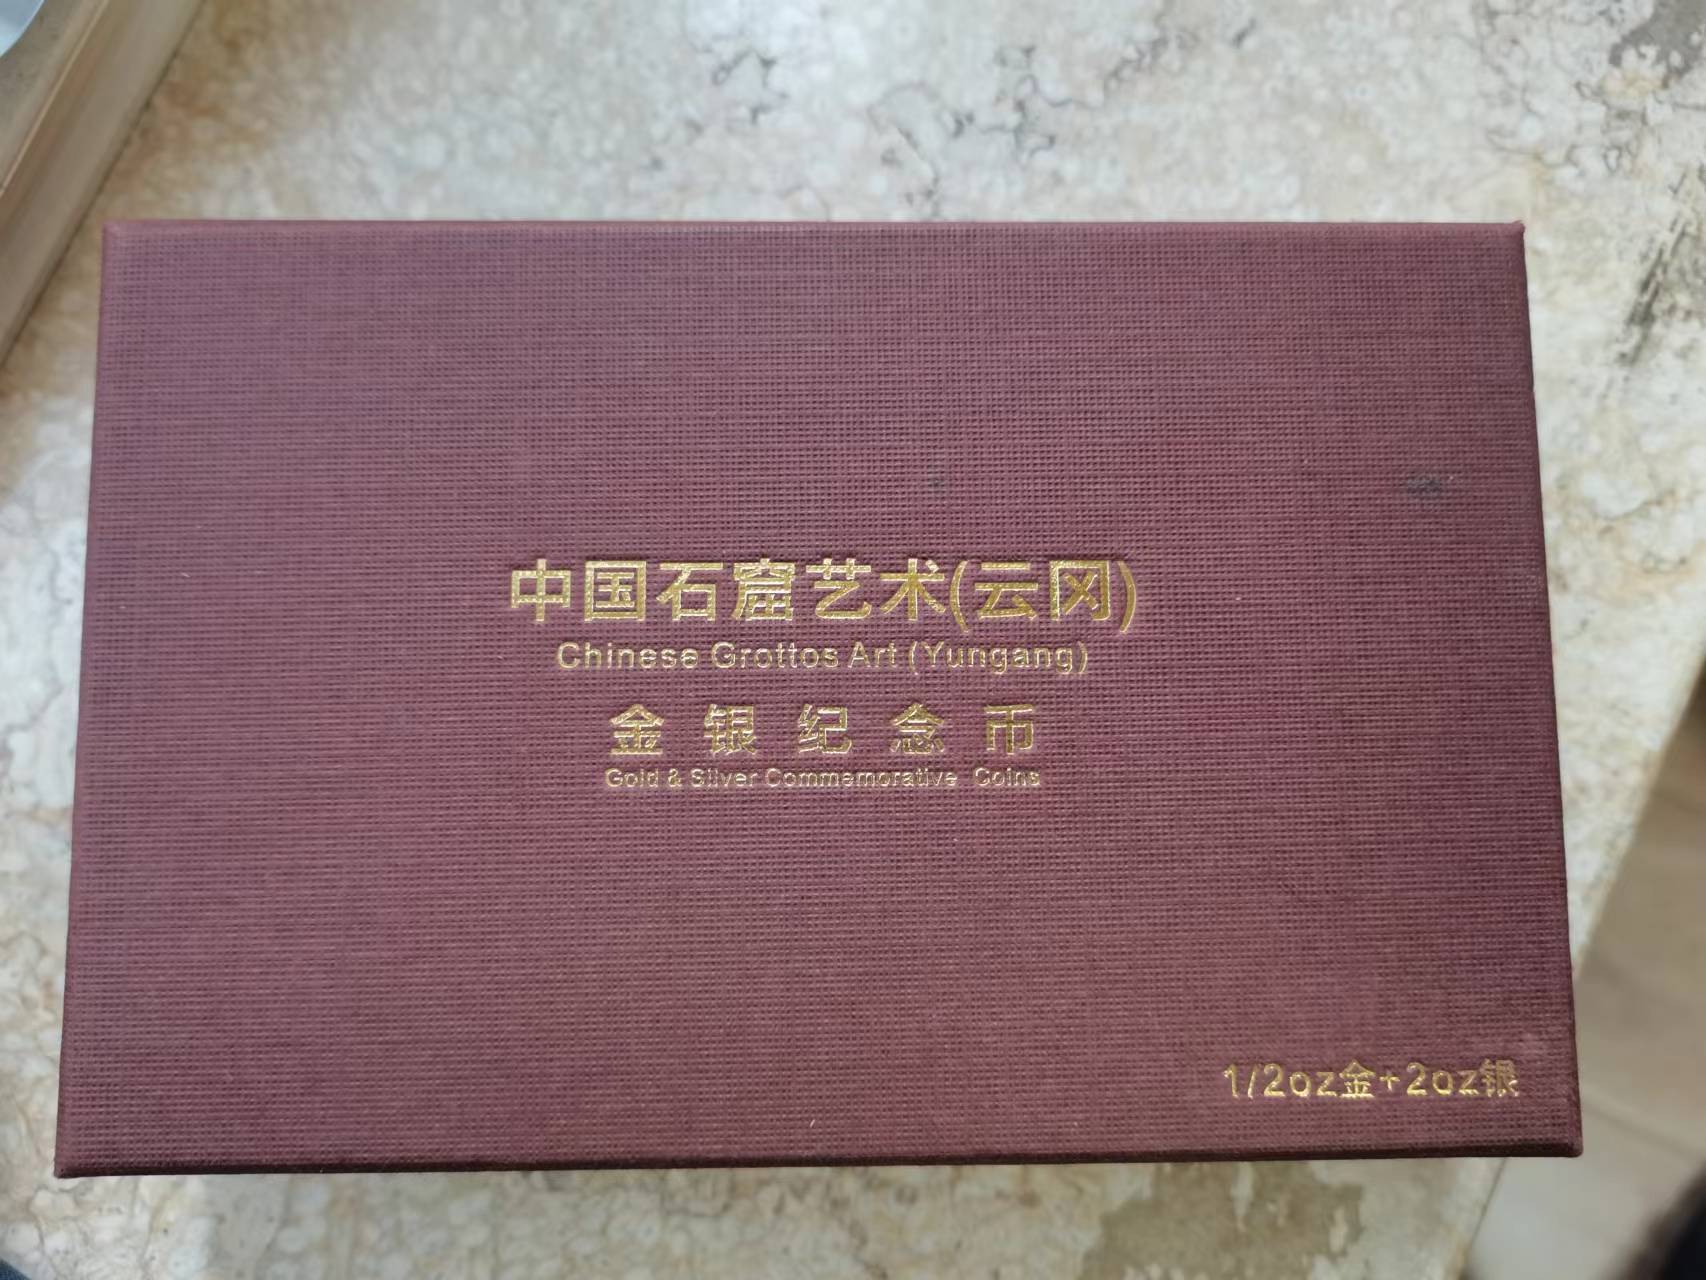 中国石窟艺术(云冈)
Chinese Grottos Art (Yungang)
金银纪念币
Gold & Silver Commemorative Coins
1/2oz金+2oz银